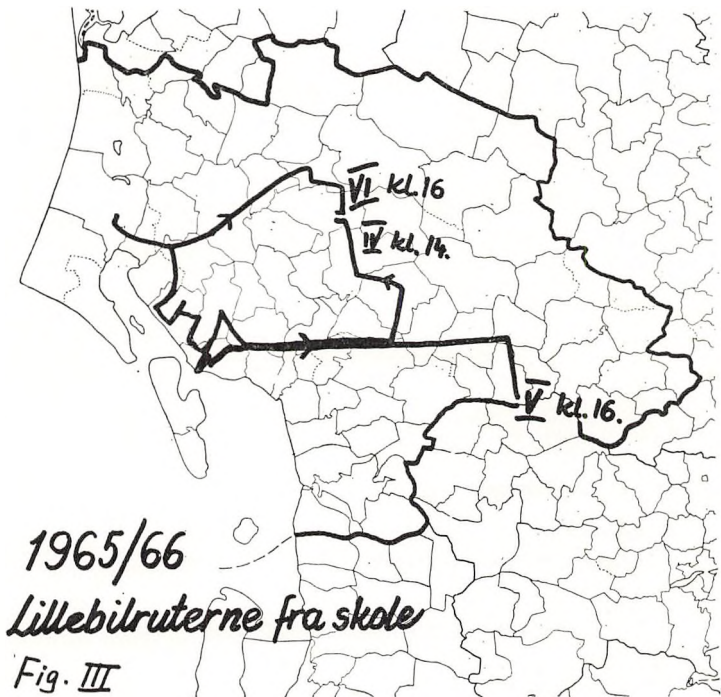 VI kl.16
IV kl.14.
V kl.16.
1965/66
Lillebilruterne fra skole
Fig. III